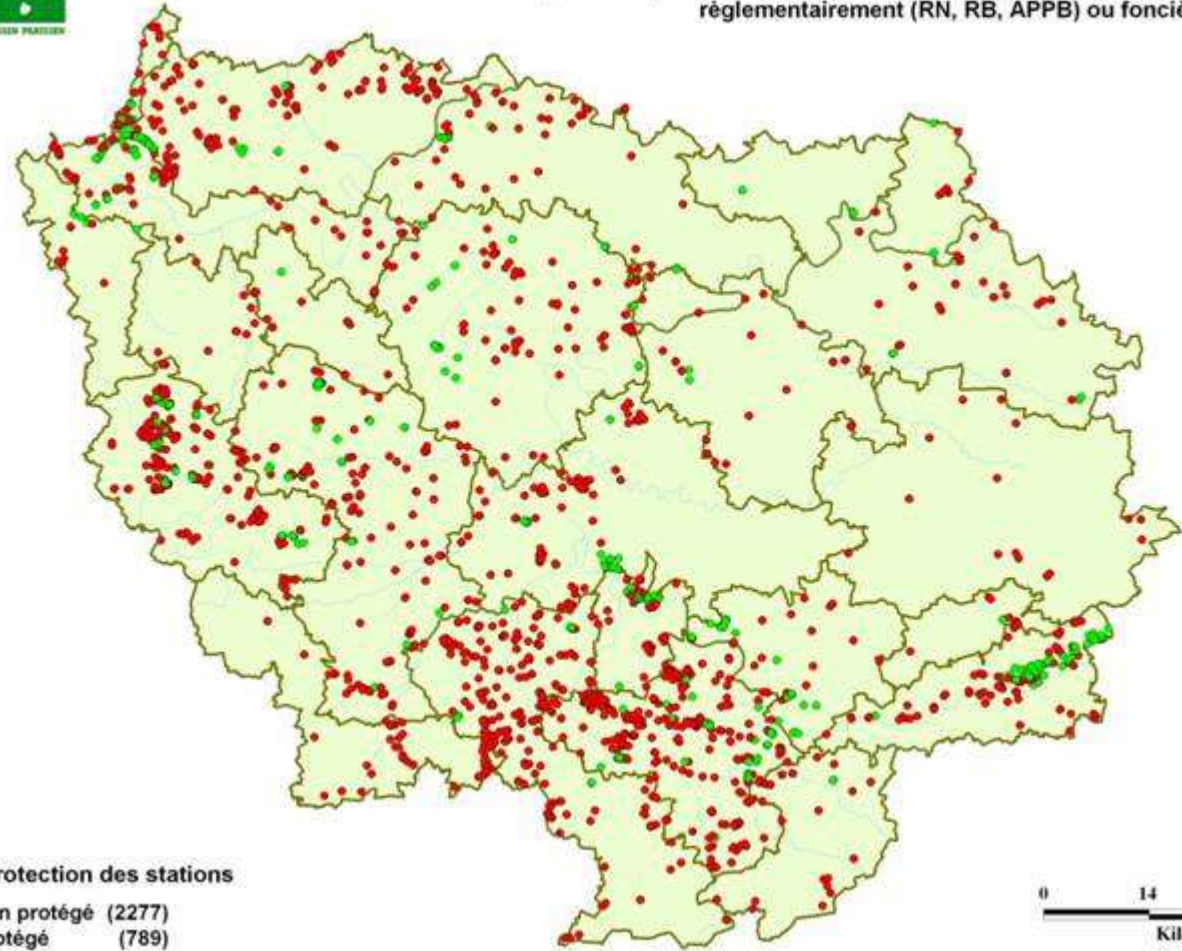 règlementairement (RN, RB, APPB) ou fonciè
rotection des stations
n protégé (2277)
otégé (789)
0 14
Kil